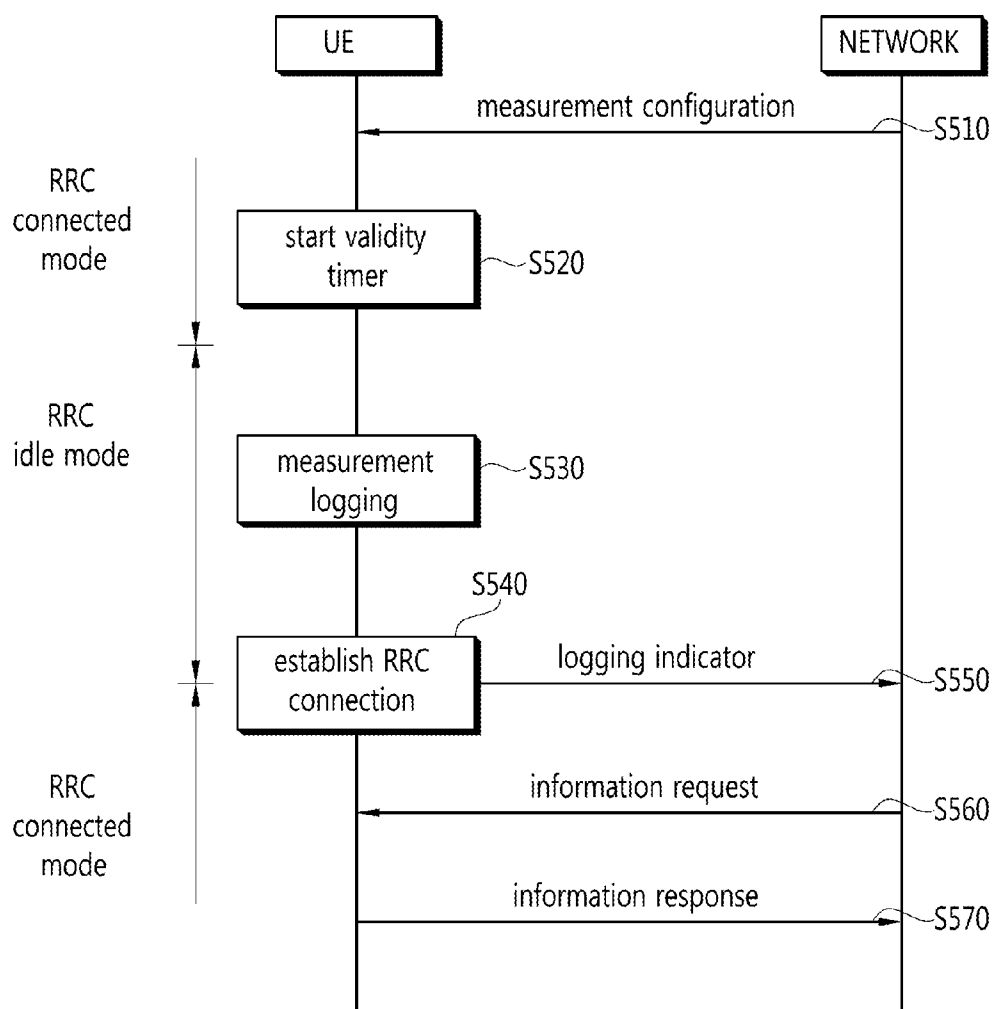 UE
NETWORK
measurement configuration
S510
RRC
connected
mode
start validity
timer
S520
RRC
idle mode
measurement
logging
S530
S540
establish RRC
connection
logging indicator
S550
RRC
connected
mode
information request
S560
information response
S570